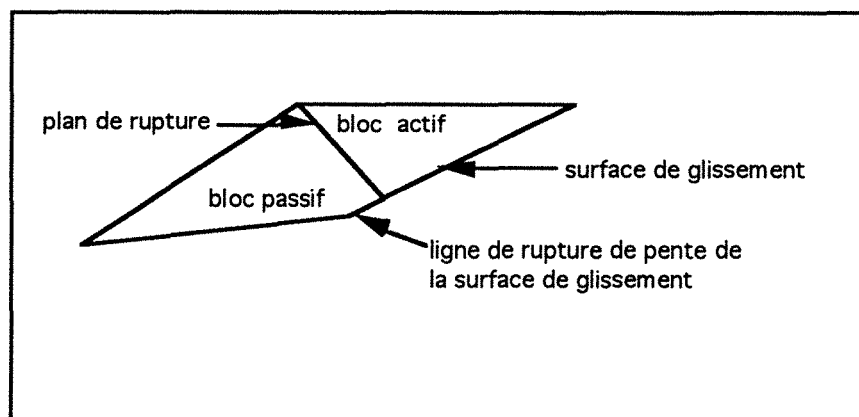 plan de rupture
bloc actif
surface de glissement
bloc passif
ligne de rupture de pente de
la surface de glissement